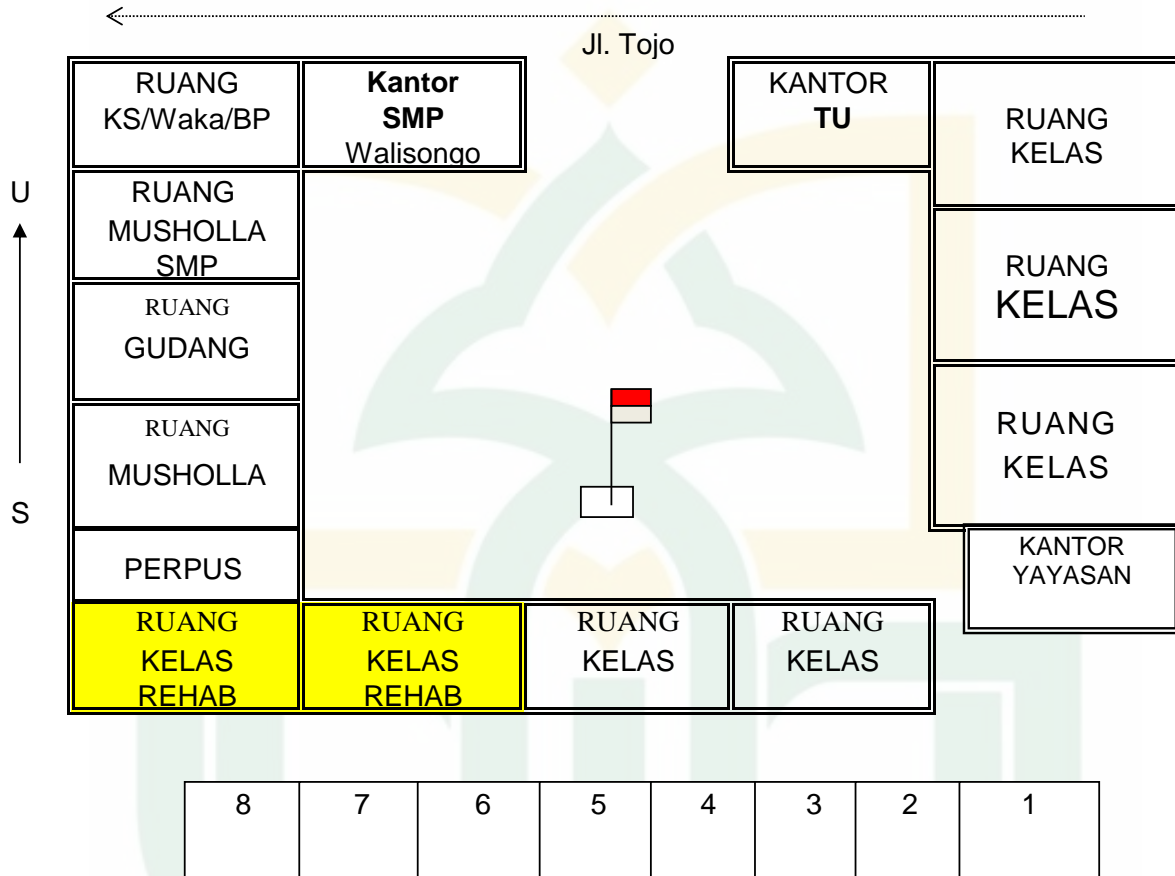 Jl. Tojo
RUANG
KS/Waka/BP
Kantor
SMP
Walisongo
KANTOR
TU
RUANG
KELAS
U
RUANG
MUSHOLLA
SMP
RUANG
KELAS
RUANG
GUDANG
RUANG
MUSHOLLA
RUANG
KELAS
S
PERPUS
KANTOR
YAYASAN
RUANG
KELAS
REHAB
RUANG
KELAS
REHAB
RUANG
KELAS
RUANG
KELAS
8 7 6 5 4 3 2 1